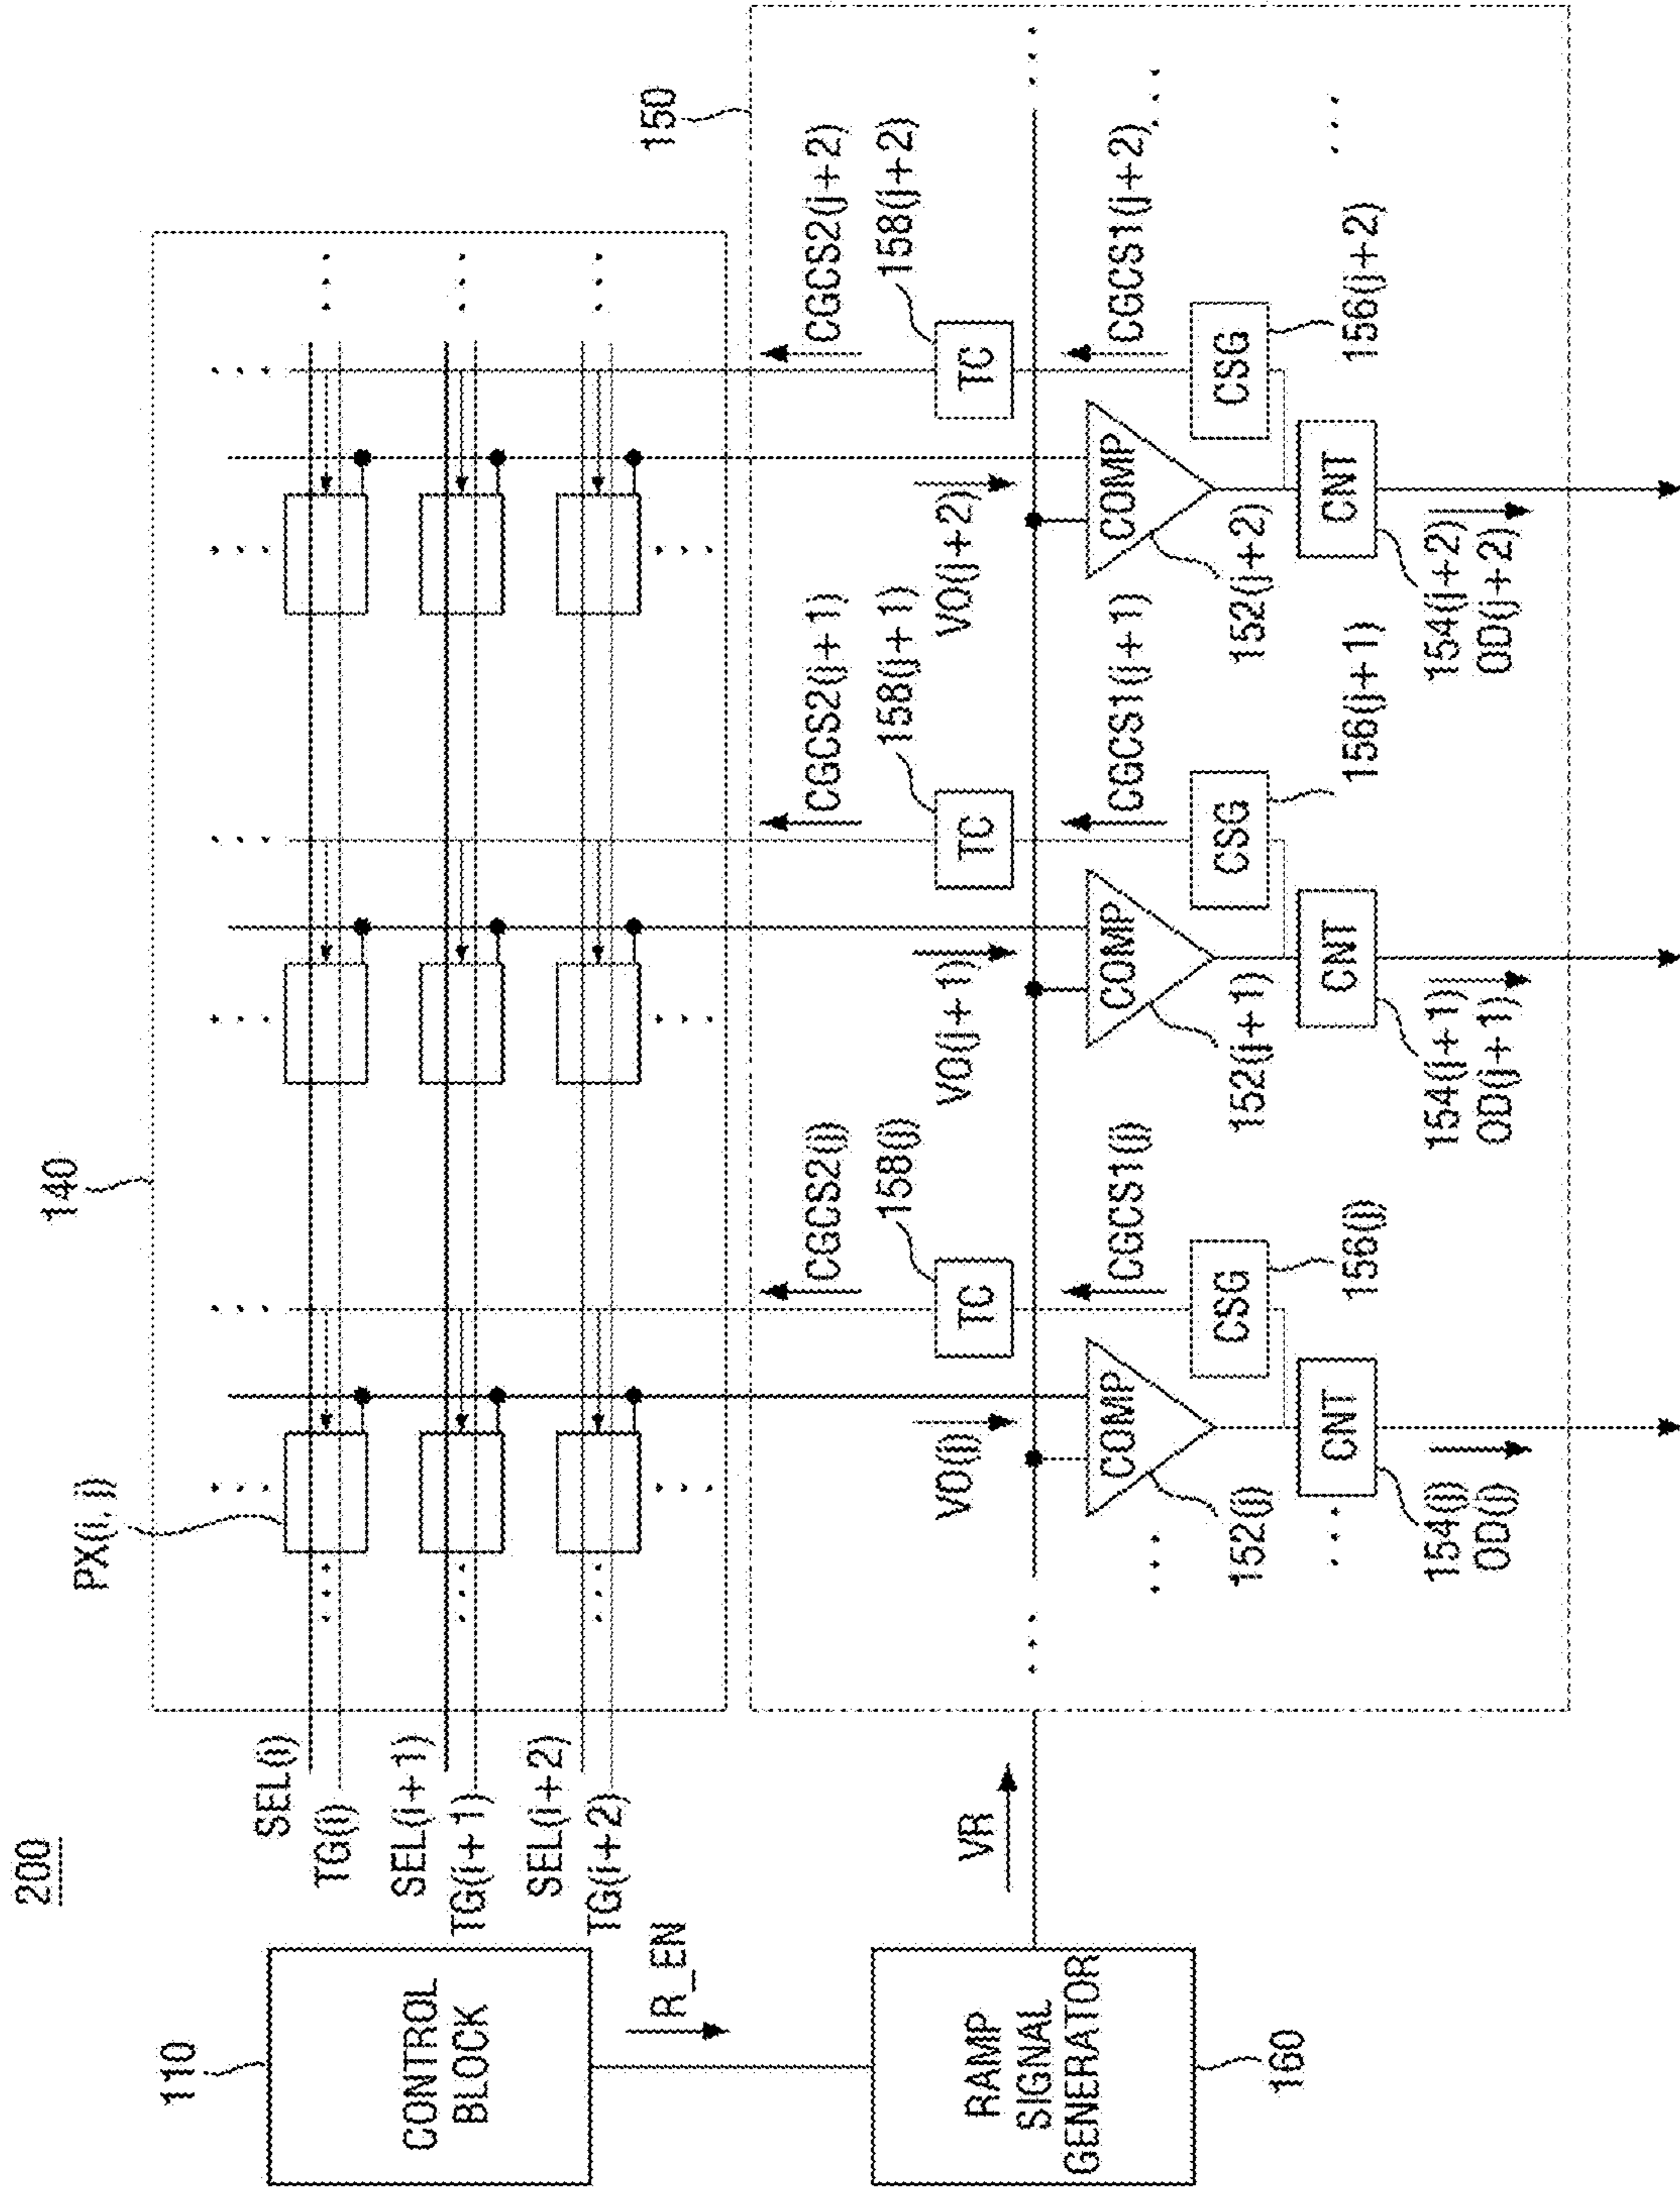 200
140
150
PX(i, j)
SEL(i)
TG(i)
SEL(i+1)
TG(i+1)
SEL(i+2)
TG(i+2)
110
CONTROL
BLOCK
R_EN
RAMP
SIGNAL
GENERATOR
160
VR
CGCS2(j)
158(j)
TC
VO(j)
CGCS1(j)
COMP
152(j)
CSG
156(j)
CNT
154(j)
OD(j)
CGCS2(j+1)
158(j+1)
TC
VO(j+1)
CGCS1(j+1)
COMP
152(j+1)
CSG
156(j+1)
CNT
154(j+1)
OD(j+1)
CGCS2(j+2)
158(j+2)
TC
VO(j+2)
CGCS1(j+2)
COMP
152(j+2)
CSG
156(j+2)
CNT
154(j+2)
OD(j+2)